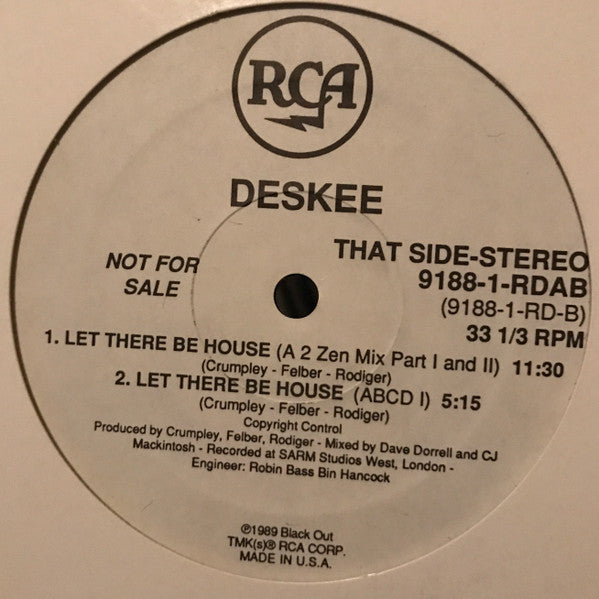 RCA
DESKEE
NOT FOR
SALE
THAT SIDE-STEREO
9188-1-RDAB
(9188-1-RD-B)
33 1/3 RPM
1. LET THERE BE HOUSE (A 2 Zen Mix Part I and II) 11:30
(Crumpley - Felber - Rodiger)
2. LET THERE BE HOUSE (ABCD I) 5:15
(Crumpley - Felber - Rodiger)
Copyright Control
Produced by Crumpley, Felber, Rodiger - Mixed by Dave Dorrell and CJ
Mackintosh - Recorded at SARM Studios West, London -
Engineer: Robin Bass Bin Hancock
℗1989 Black Out
TMK(s)® RCA CORP.
MADE IN U.S.A.